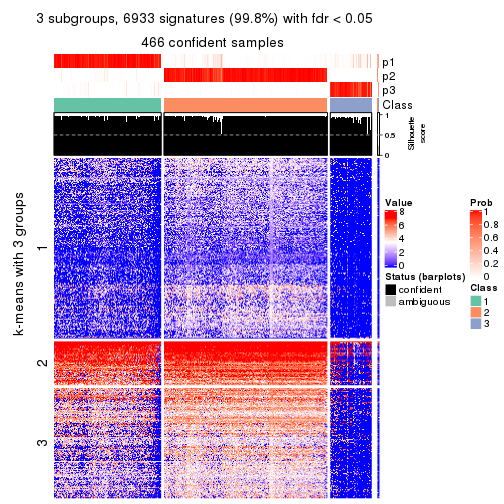 3 subgroups, 6933 signatures (99.8%) with fdr < 0.05
466 confident samples
p1
p2
p3
Class
1
0.5
0
Silhouette
score
k-means with 3 groups
1
2
3
Value
8
6
4
2
0
Status (barplots)
confident
ambiguous
Prob
1
0.8
0.6
0.4
0.2
0
Class
1
2
3